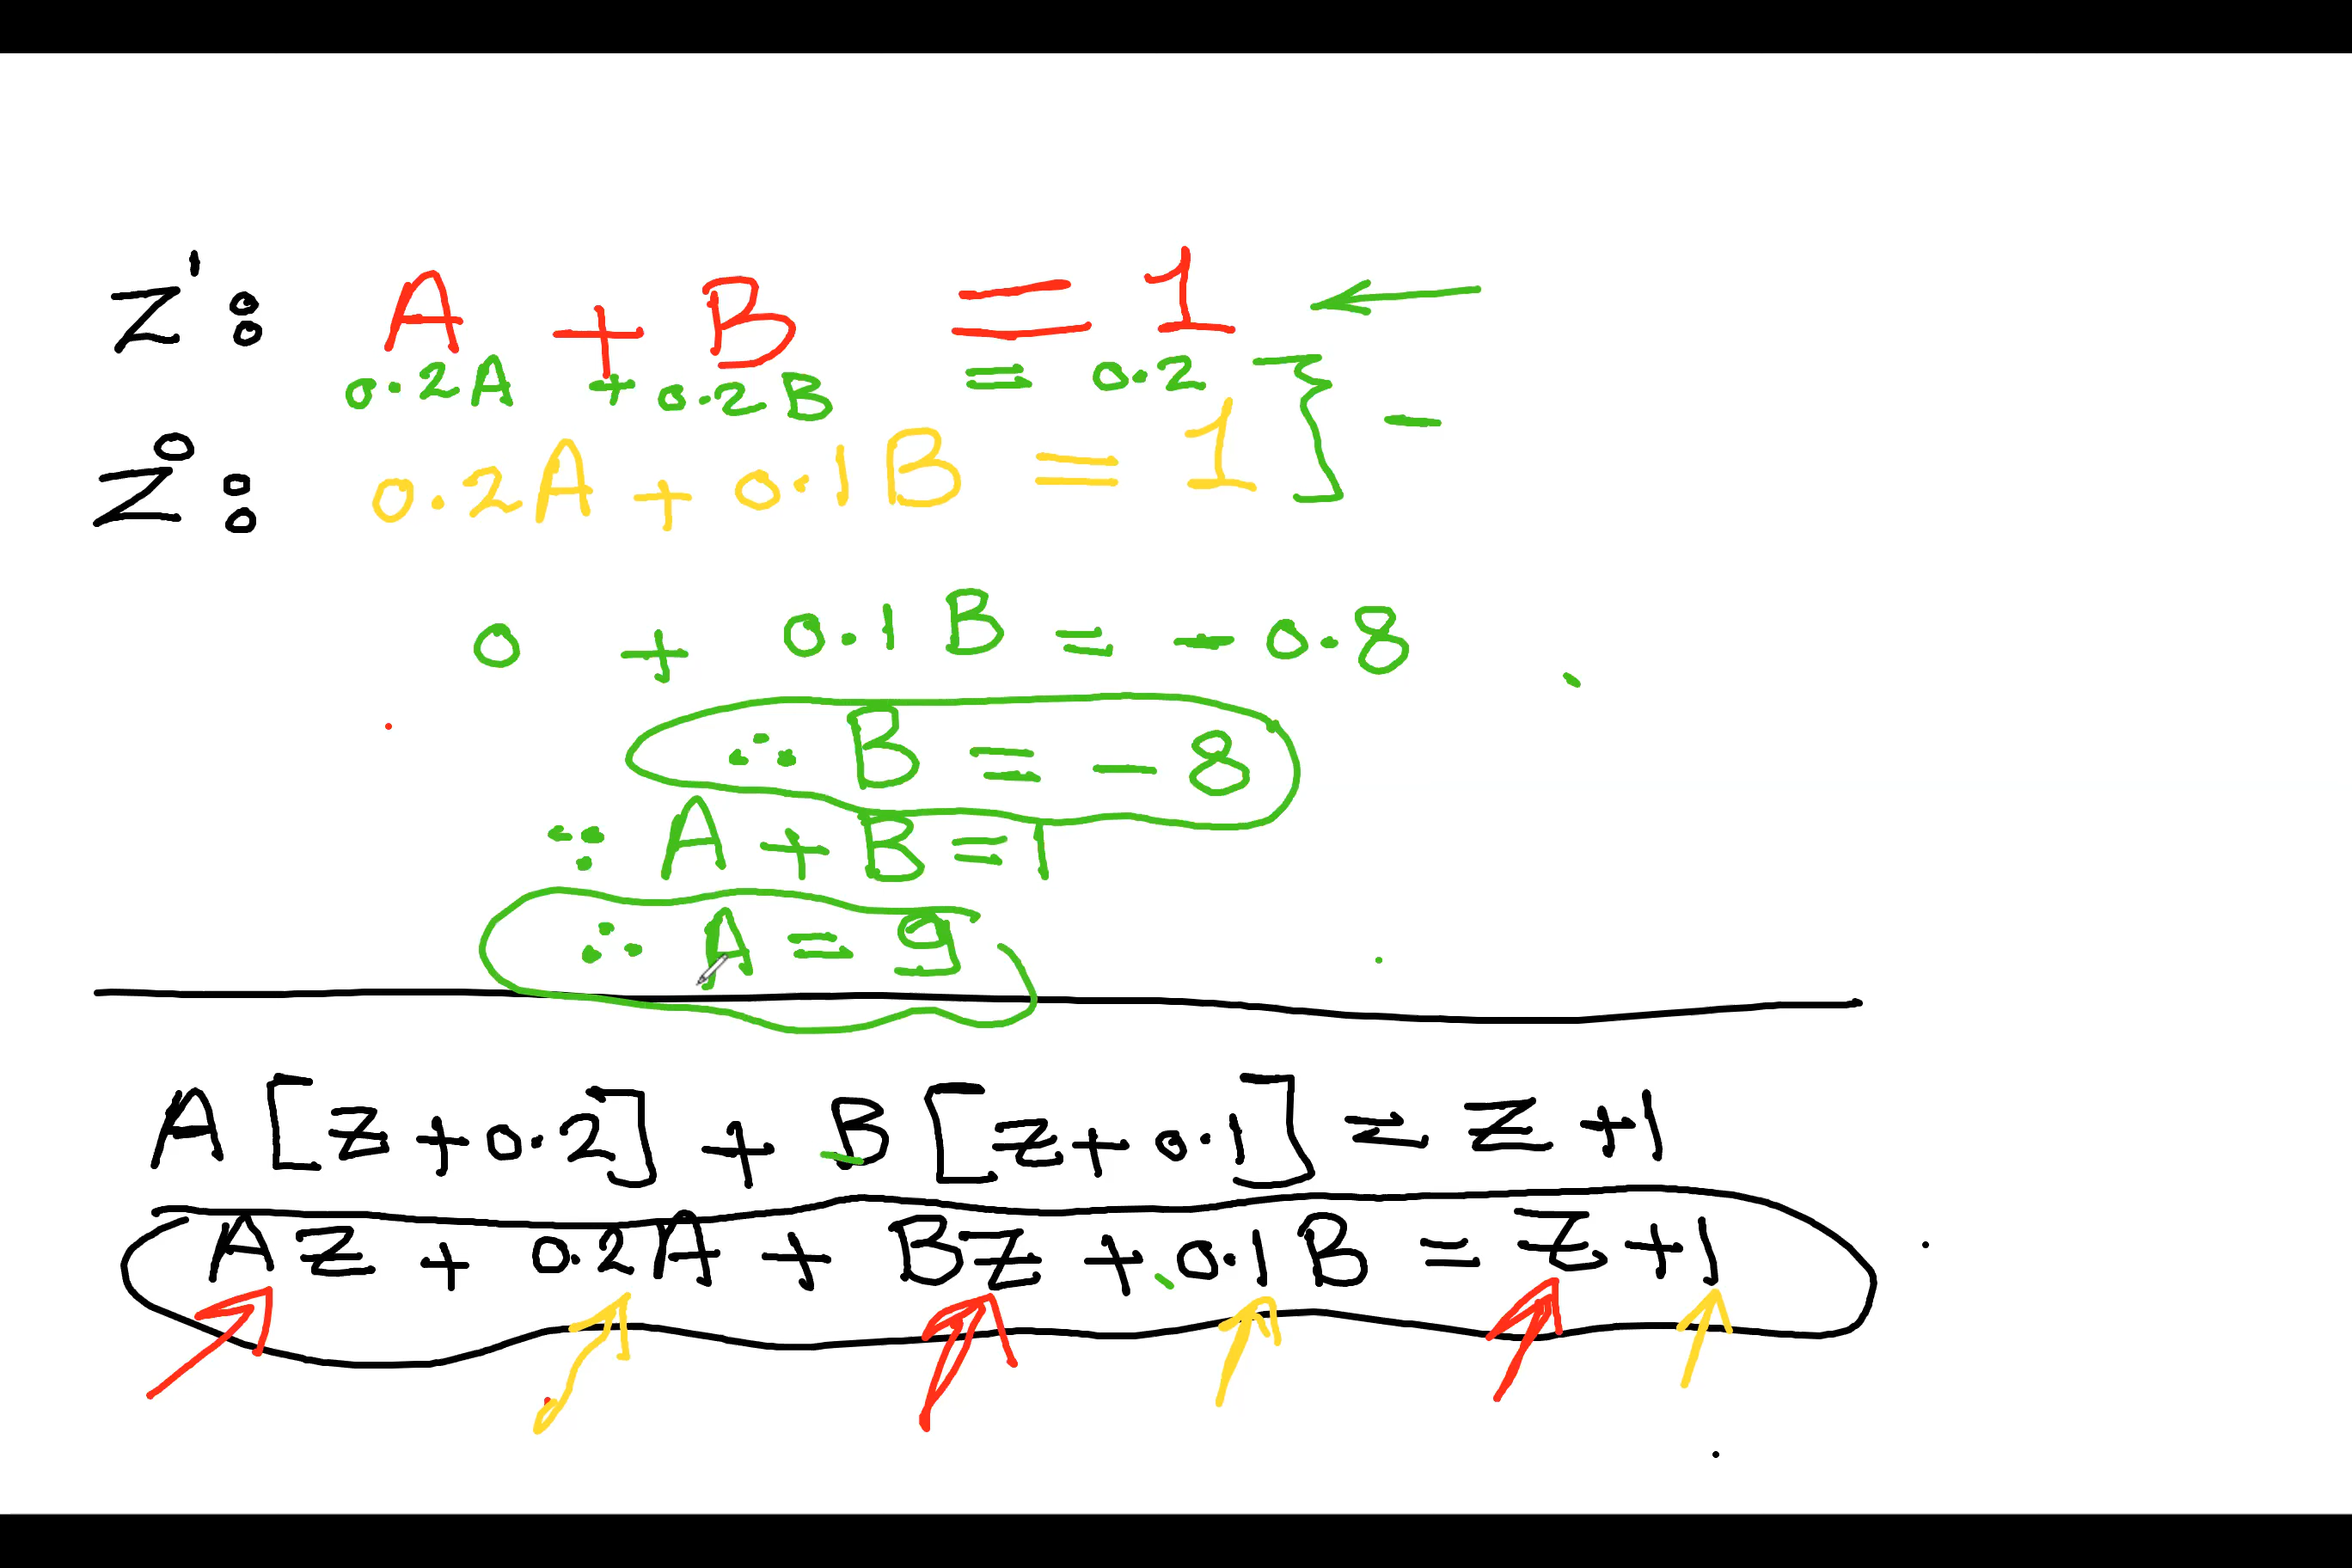 z¹: A + B = 1
0.2A + 0.2B = 0.2
z⁰: 0.2A + 0.1B = 1
} -
0 + 0.1B = - 0.8
∴ B = - 8
∵ A + B = 1
∴ A = 9
A[z + 0.2] + B[z + 0.1] = z + 1
Az + 0.2A + Bz + 0.1B = z + 1